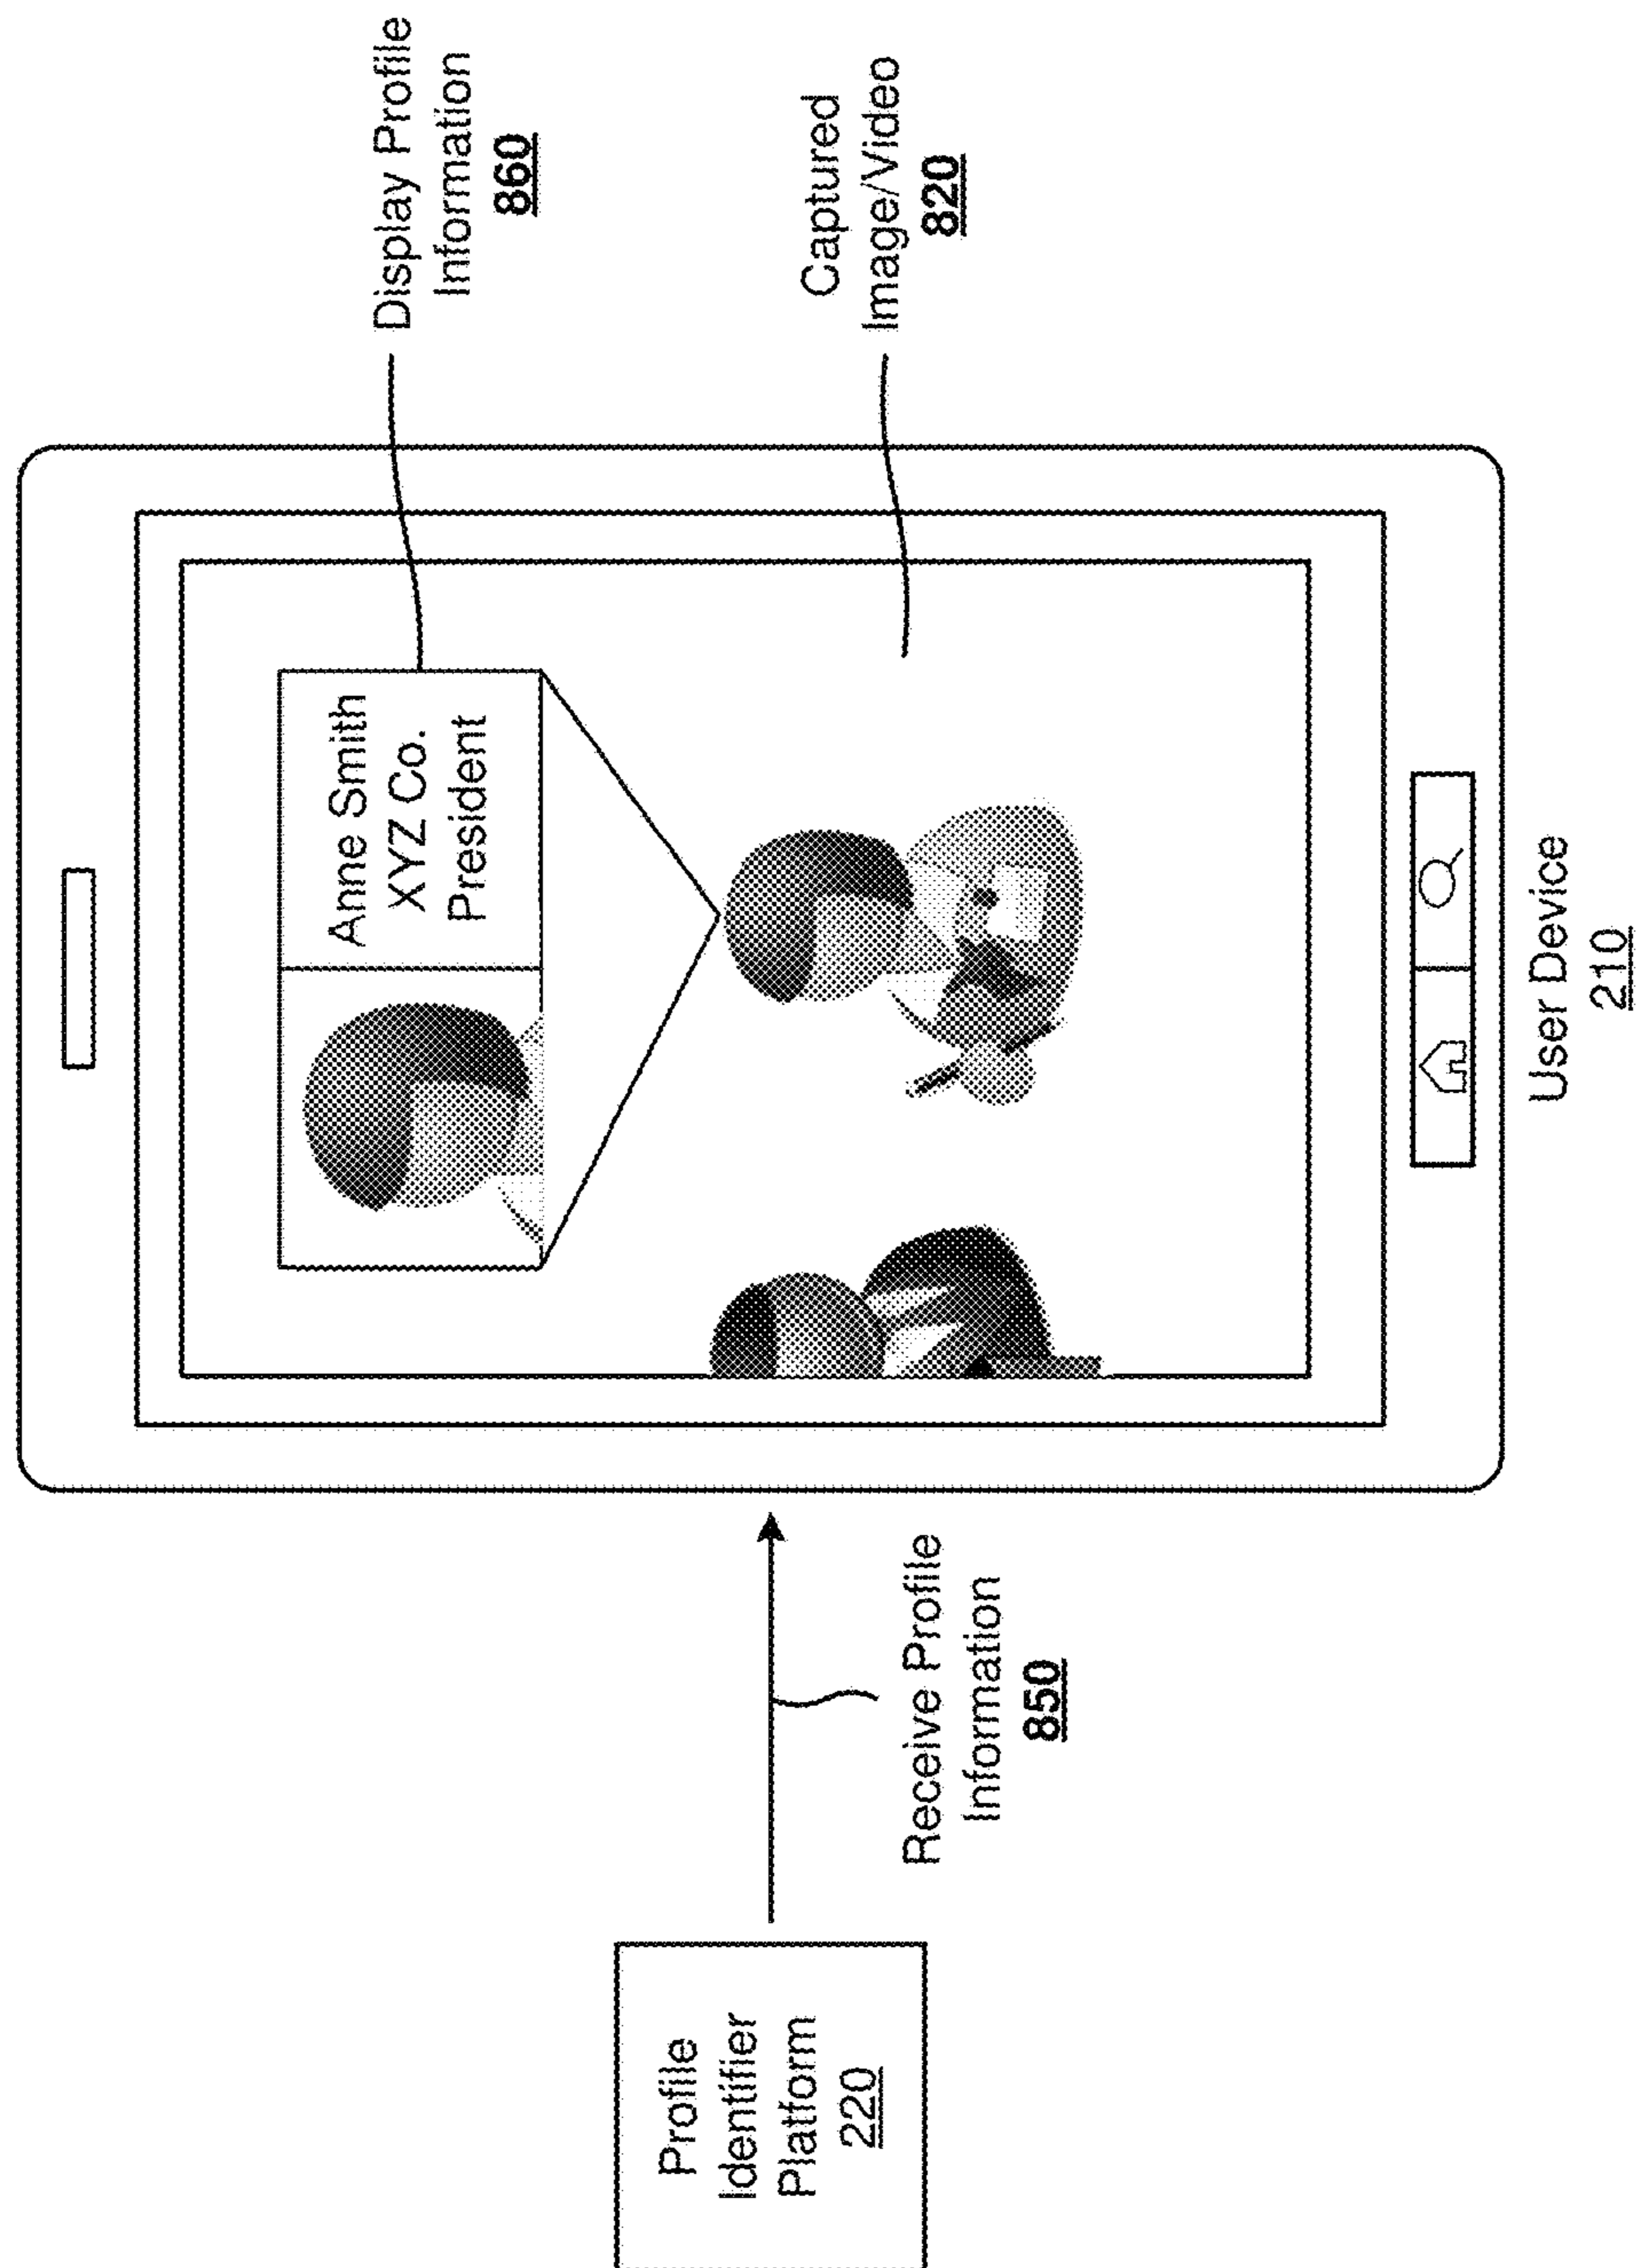 Profile
Identifier
Platform
220
Receive Profile
Information
850
Anne Smith
XYZ Co.
President
Display Profile
Information
860
Captured
Image/Video
820
User Device
210